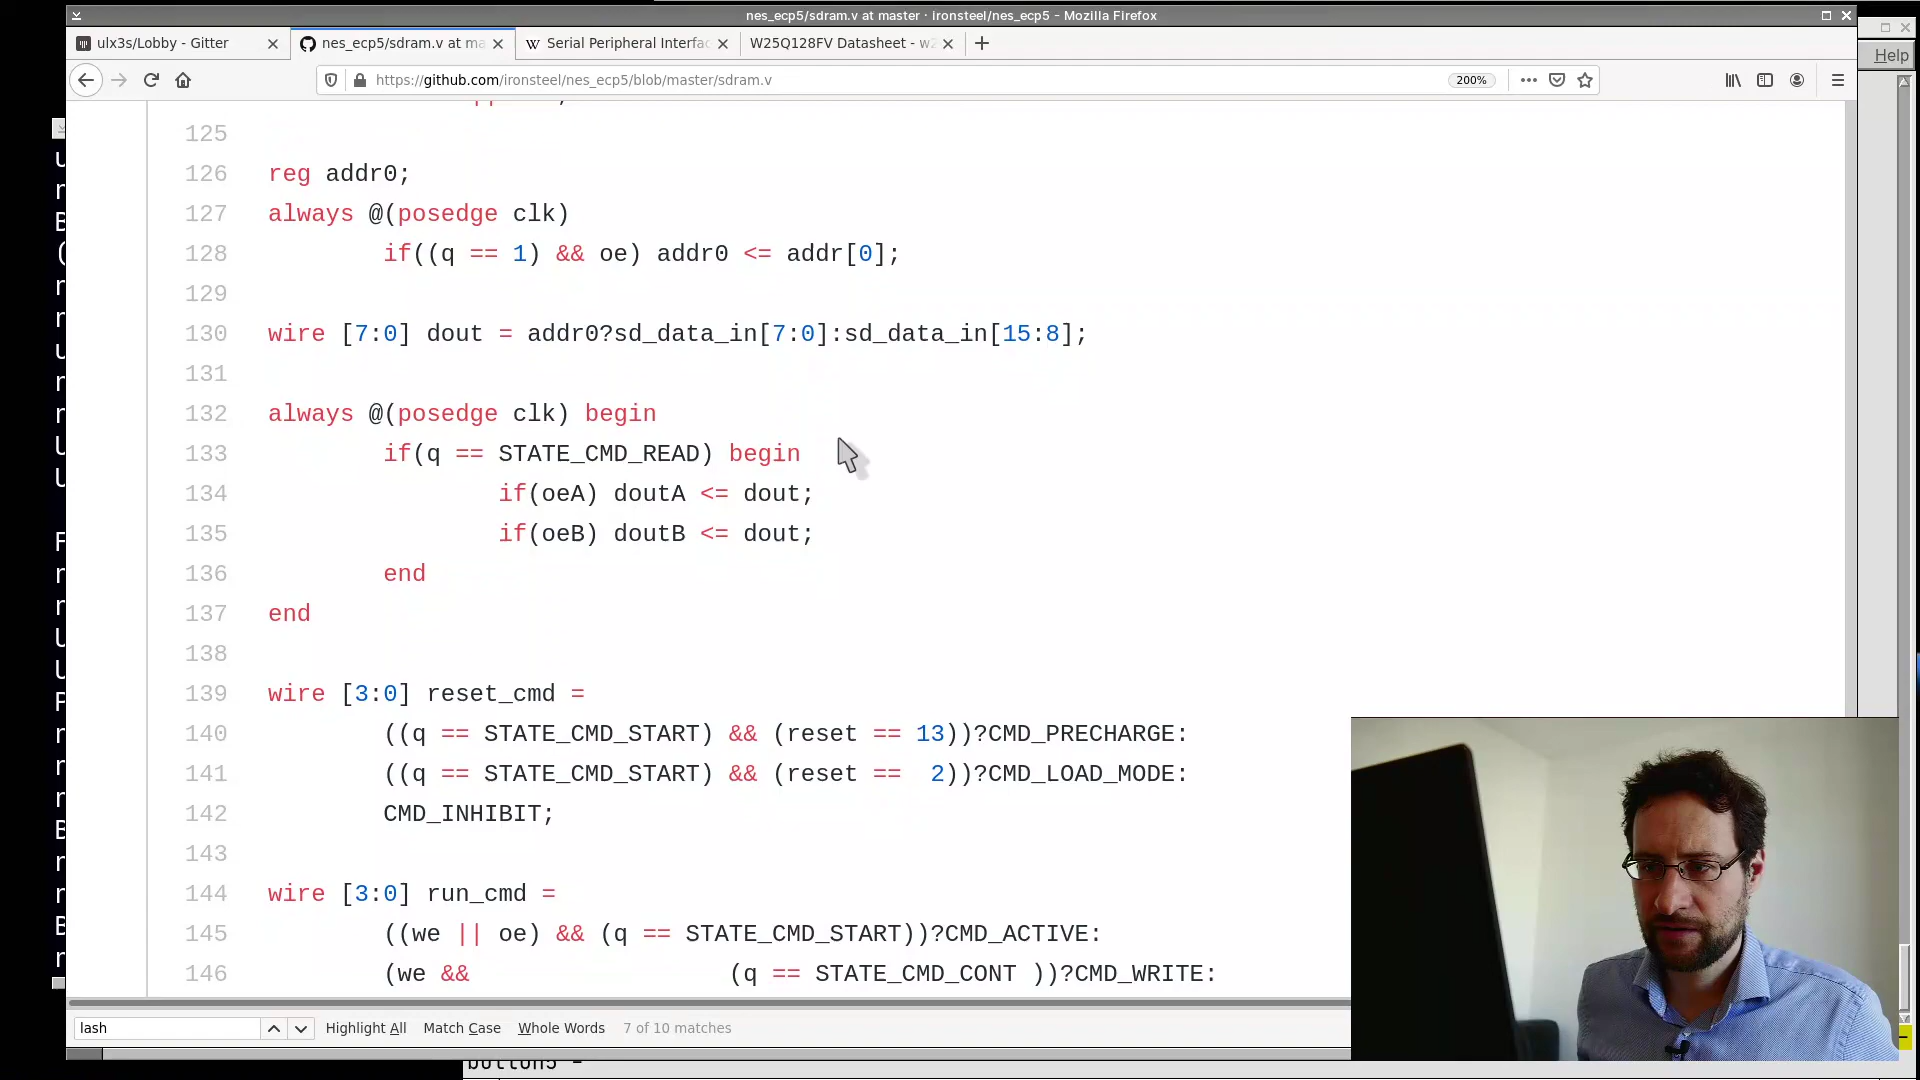 nes_ecp5/sdram.v at master · ironsteel/nes_ecp5 - Mozilla Firefox
ulx3s/Lobby - Gitter
nes_ecp5/sdram.v at ma
Serial Peripheral Interfac
W25Q128FV Datasheet - w2
Help
https://github.com/ironsteel/nes_ecp5/blob/master/sdram.v
200%
125
126 reg addr0;
127 always @(posedge clk)
128 if((q == 1) && oe) addr0 <= addr[0];
129
130 wire [7:0] dout = addr0?sd_data_in[7:0]:sd_data_in[15:8];
131
132 always @(posedge clk) begin
133 if(q == STATE_CMD_READ) begin
134 if(oeA) doutA <= dout;
135 if(oeB) doutB <= dout;
136 end
137 end
138
139 wire [3:0] reset_cmd =
140 ((q == STATE_CMD_START) && (reset == 13))?CMD_PRECHARGE:
141 ((q == STATE_CMD_START) && (reset ==  2))?CMD_LOAD_MODE:
142 CMD_INHIBIT;
143
144 wire [3:0] run_cmd =
145 ((we || oe) && (q == STATE_CMD_START))?CMD_ACTIVE:
146 (we && (q == STATE_CMD_CONT ))?CMD_WRITE:
lash
Highlight All
Match Case
Whole Words
7 of 10 matches